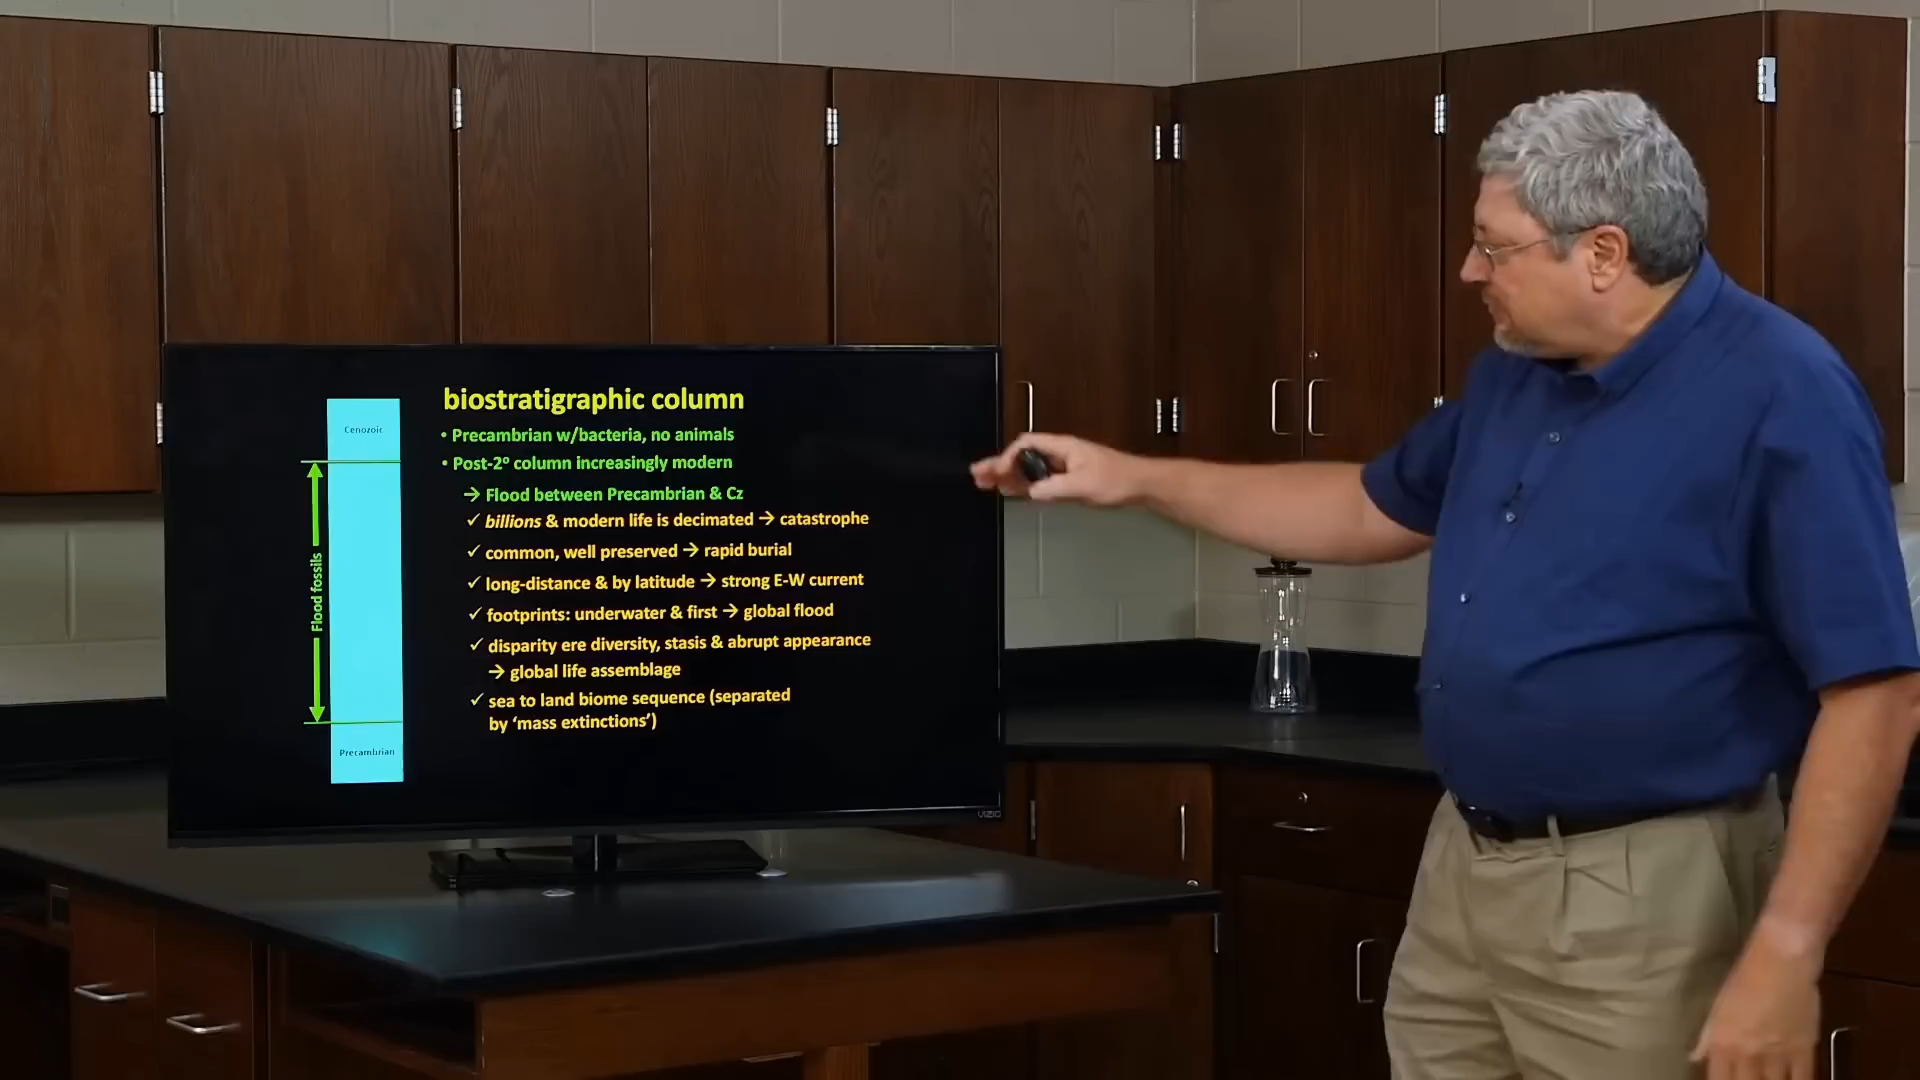 biostratigraphic column
• Precambrian w/bacteria, no animals
• Post-2° column increasingly modern
→ Flood between Precambrian & Cz
✓ billions & modern life is decimated → catastrophe
✓ common, well preserved → rapid burial
✓ long-distance & by latitude → strong E-W current
✓ footprints: underwater & first → global flood
✓ disparity ere diversity, stasis & abrupt appearance
→ global life assemblage
✓ sea to land biome sequence (separated
by ‘mass extinctions’)
Cenozoic
Flood fossils
Precambrian
VIZIO